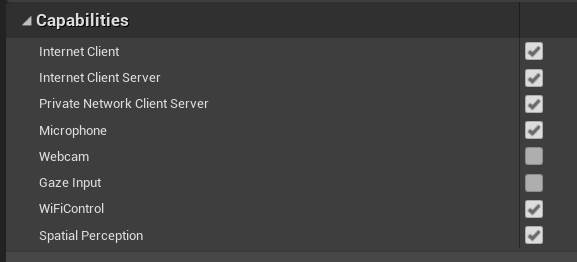 Capabilities
Internet Client
Internet Client Server
Private Network Client Server
Microphone
Webcam
Gaze Input
WiFiControl
Spatial Perception